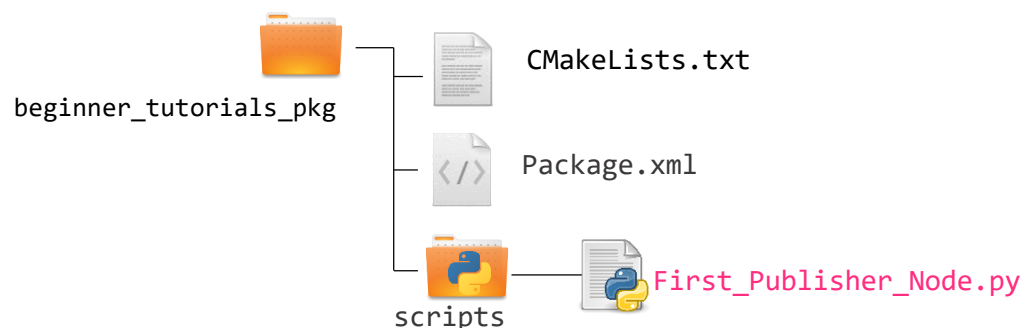 CMakeLists.txt
beginner_tutorials_pkg
</> Package.xml
First_Publisher_Node.py
scripts